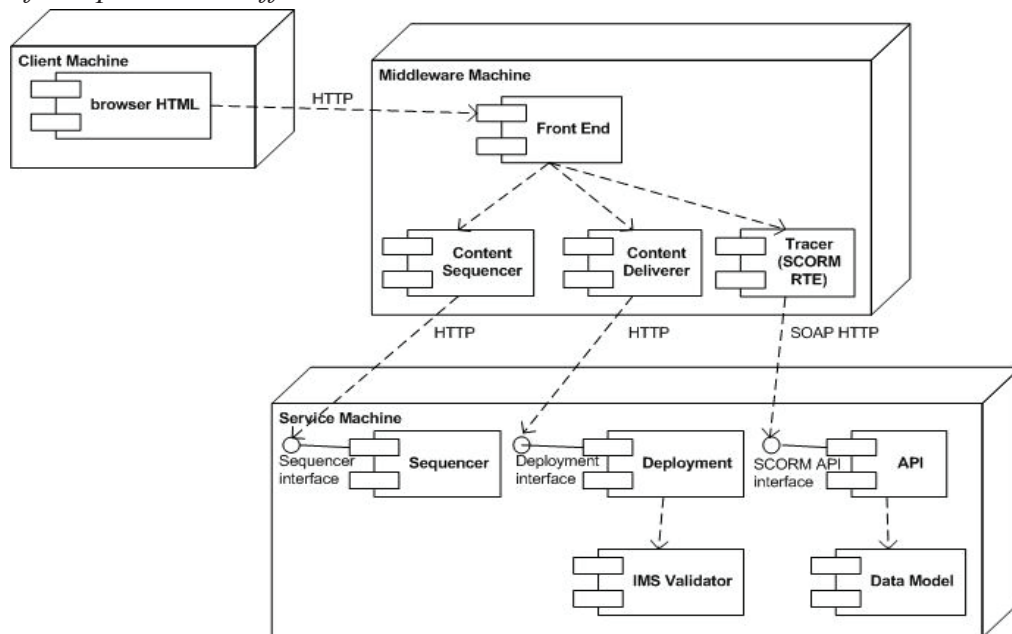 Client Machine
browser HTML
HTTP
Middleware Machine
Front End
Content
Sequencer
Content
Deliverer
Tracer
(SCORM
RTE)
HTTP
HTTP
SOAP HTTP
Service Machine
Sequencer
interface
Sequencer
Deployment
interface
Deployment
SCORM API
interface
API
IMS Validator
Data Model